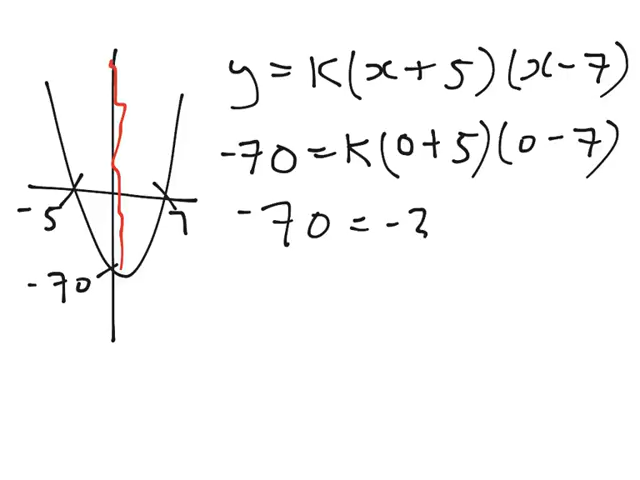 y = K(x + 5)(x - 7)
-70 = K(0 + 5)(0 - 7)
-70 = -3
-5
7
-70